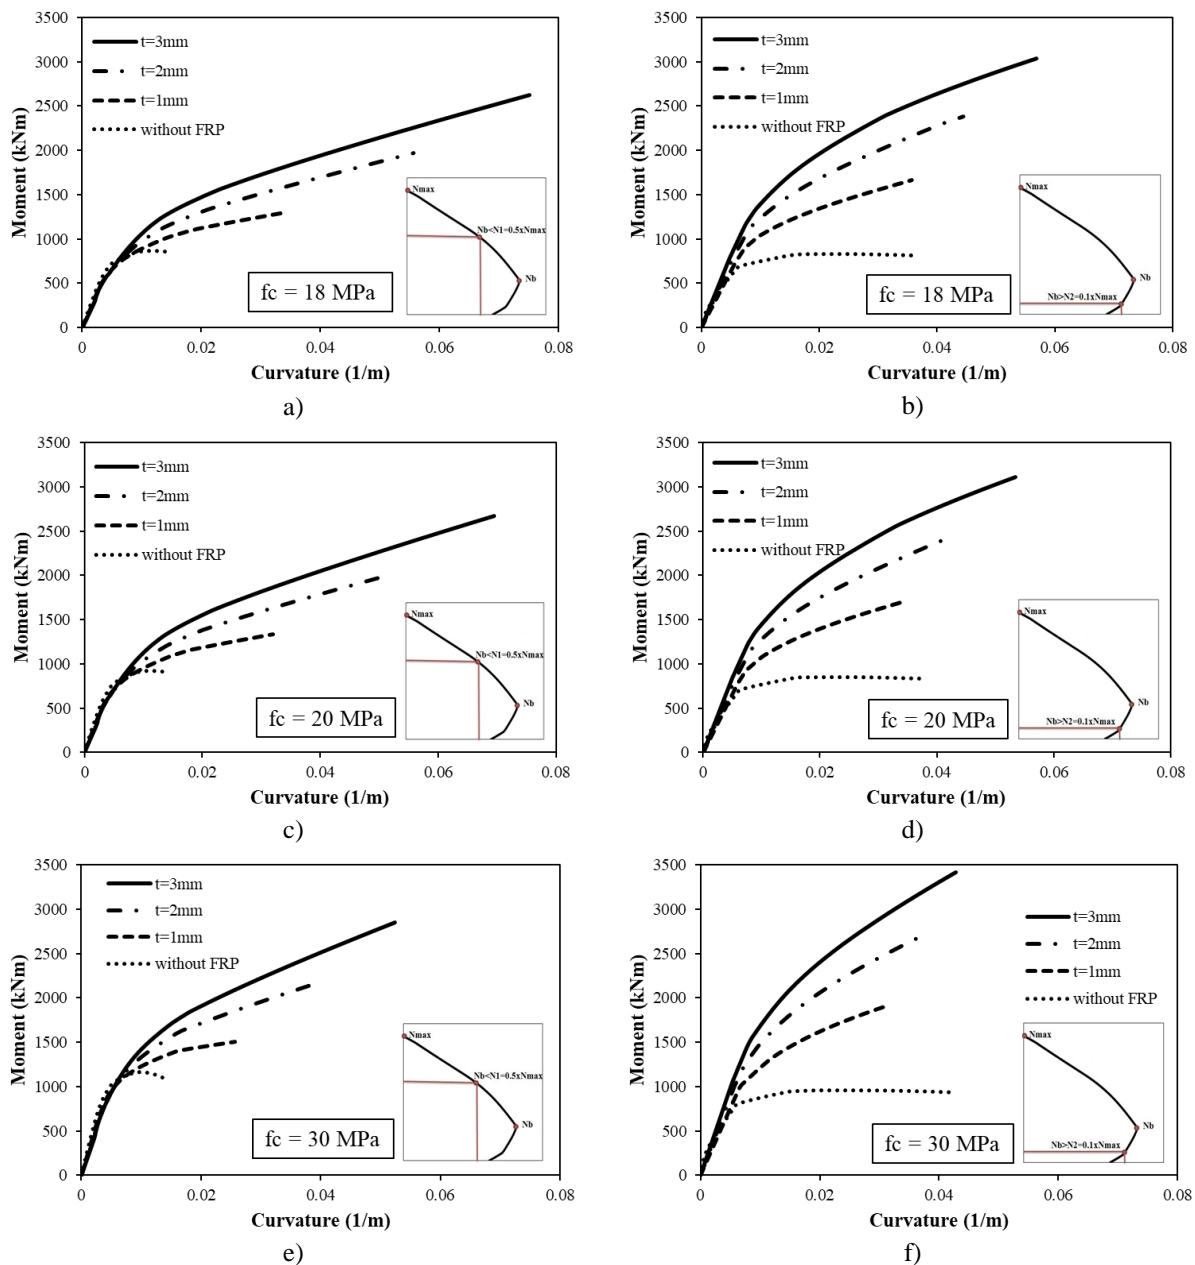 3500
3000
2500
2000
1500
1000
500
0
Moment (kNm)
t=3mm
t=2mm
t=1mm
without FRP
Nmax
Nb<N1=0.5xNmax
Nb
fc = 18 MPa
0 0.02 0.04 0.06 0.08
Curvature (1/m)
a)
3500
3000
2500
2000
1500
1000
500
0
Moment (kNm)
t=3mm
t=2mm
t=1mm
without FRP
Nmax
Nb
Nb>N2=0.1xNmax
fc = 18 MPa
0 0.02 0.04 0.06 0.08
Curvature (1/m)
b)
3500
3000
2500
2000
1500
1000
500
0
Moment (kNm)
t=3mm
t=2mm
t=1mm
without FRP
Nmax
Nb<N1=0.5xNmax
Nb
fc = 20 MPa
0 0.02 0.04 0.06 0.08
Curvature (1/m)
c)
3500
3000
2500
2000
1500
1000
500
0
Moment (kNm)
t=3mm
t=2mm
t=1mm
without FRP
Nmax
Nb
Nb>N2=0.1xNmax
fc = 20 MPa
0 0.02 0.04 0.06 0.08
Curvature (1/m)
d)
3500
3000
2500
2000
1500
1000
500
0
Moment (kNm)
t=3mm
t=2mm
t=1mm
without FRP
Nmax
Nb<N1=0.5xNmax
Nb
fc = 30 MPa
0 0.02 0.04 0.06 0.08
Curvature (1/m)
e)
3500
3000
2500
2000
1500
1000
500
0
Moment (kNm)
t=3mm
t=2mm
t=1mm
without FRP
Nmax
Nb
Nb>N2=0.1xNmax
fc = 30 MPa
0 0.02 0.04 0.06 0.08
Curvature (1/m)
f)